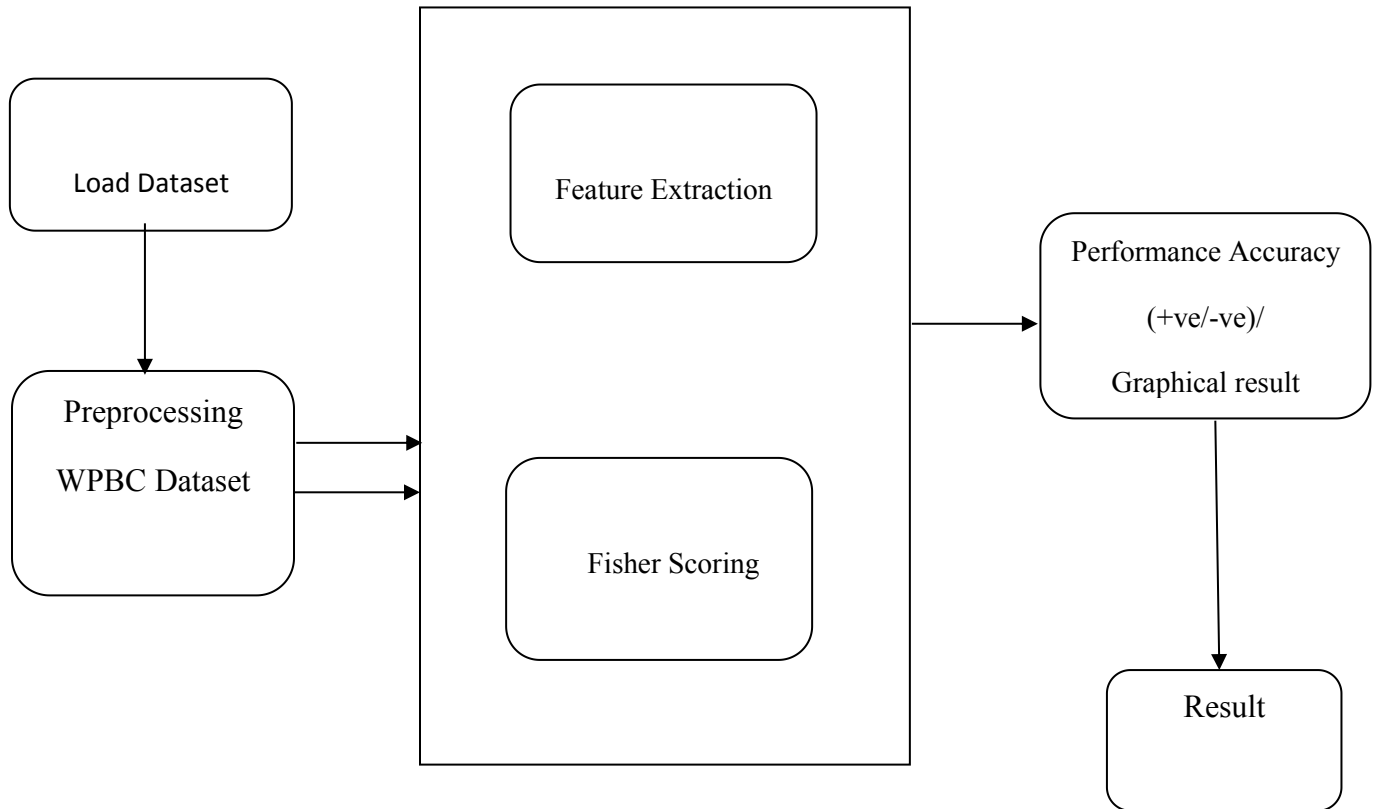 Load Dataset
Preprocessing
WPBC Dataset
Feature Extraction
Fisher Scoring
Performance Accuracy
(+ve/-ve)/
Graphical result
Result